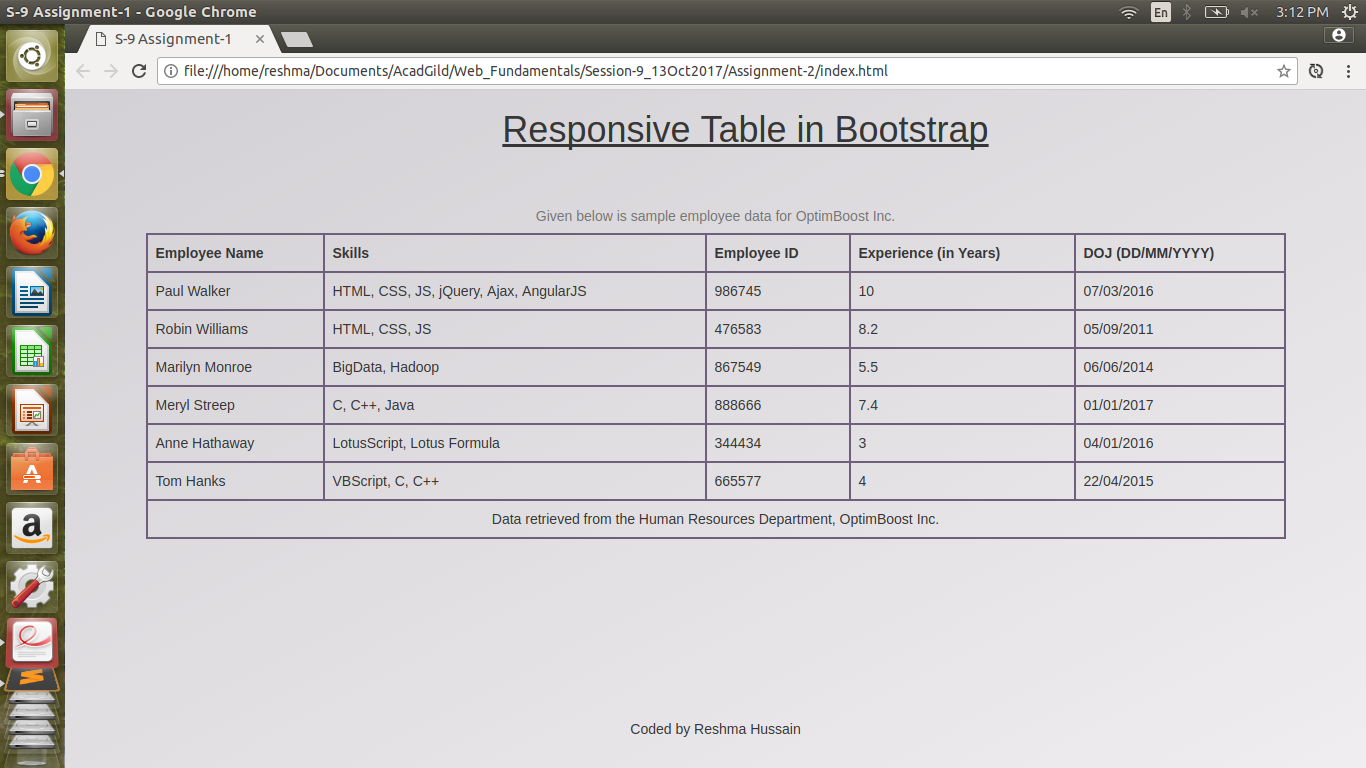 S-9 Assignment-1 - Google Chrome
En
3:12 PM
S-9 Assignment-1
file:///home/reshma/Documents/AcadGild/Web_Fundamentals/Session-9_13Oct2017/Assignment-2/index.html
Responsive Table in Bootstrap
Given below is sample employee data for OptimBoost Inc.
Employee Name Skills Employee ID Experience (in Years) DOJ (DD/MM/YYYY)
Paul Walker HTML, CSS, JS, jQuery, Ajax, AngularJS 986745 10 07/03/2016
Robin Williams HTML, CSS, JS 476583 8.2 05/09/2011
Marilyn Monroe BigData, Hadoop 867549 5.5 06/06/2014
Meryl Streep C, C++, Java 888666 7.4 01/01/2017
Anne Hathaway LotusScript, Lotus Formula 344434 3 04/01/2016
Tom Hanks VBScript, C, C++ 665577 4 22/04/2015
Data retrieved from the Human Resources Department, OptimBoost Inc.
Coded by Reshma Hussain